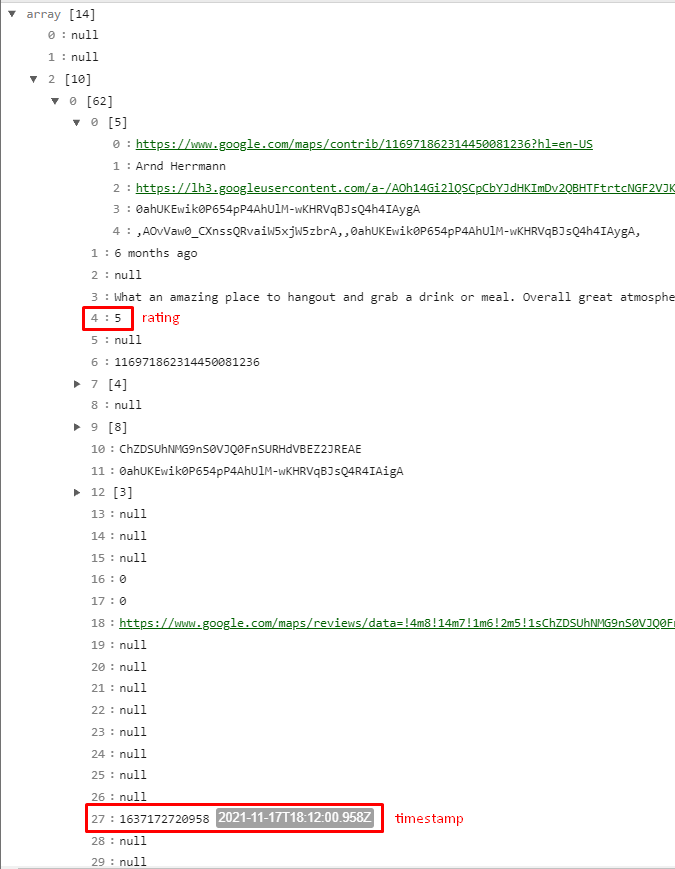 array [14]
0 : null
1 : null
2 [10]
0 [62]
0 [5]
0 : https://www.google.com/maps/contrib/116971862314450081236?hl=en-US
1 : Arnd Herrmann
2 : https://lh3.googleusercontent.com/a-/AOh14Gi2lQSCpCbYJdHKImDv2QBHTFtrtcNGF2VJK
3 : 0ahUKEwik0P654pP4AhUlM-wKHRVqBJsQ4h4IAygA
4 : ,AOvVaw0_CXnssQRvaiW5xjW5zbrA,,0ahUKEwik0P654pP4AhUlM-wKHRVqBJsQ4h4IAygA,
1 : 6 months ago
2 : null
3 : What an amazing place to hangout and grab a drink or meal. Overall great atmosphe
4 : 5 rating
5 : null
6 : 116971862314450081236
7 [4]
8 : null
9 [8]
10 : ChZDSUhNMG9nS0VJQ0FnSURHdVBEZ2JREAE
11 : 0ahUKEwik0P654pP4AhUlM-wKHRVqBJsQ4R4IAigA
12 [3]
13 : null
14 : null
15 : null
16 : 0
17 : 0
18 : https://www.google.com/maps/reviews/data=!4m8!14m7!1m6!2m5!1sChZDSUhNMG9nS0VJQ0Fn
19 : null
20 : null
21 : null
22 : null
23 : null
24 : null
25 : null
26 : null
27 : 1637172720958 2021-11-17T18:12:00.958Z timestamp
28 : null
29 : null